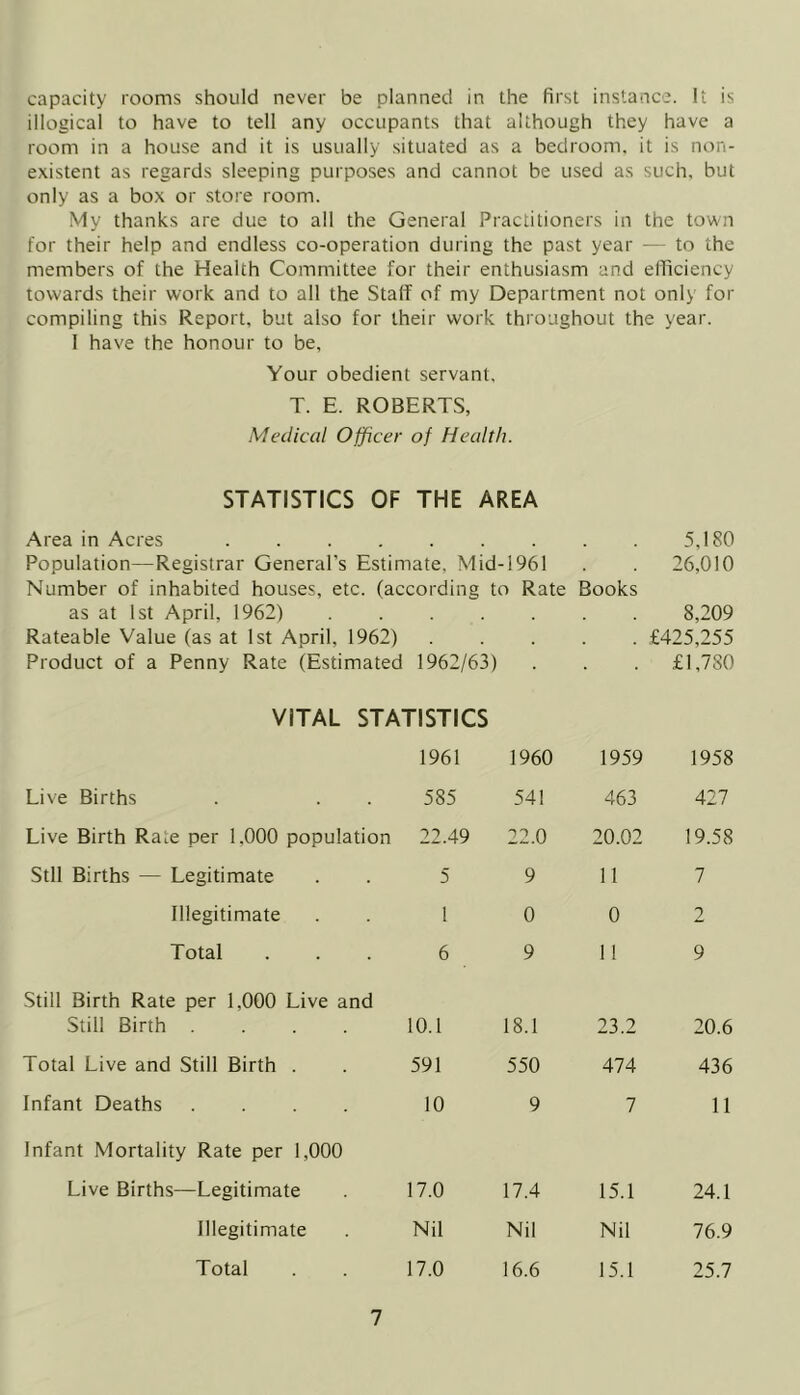 capacity rooms should never be planned in the first instance. It is
illogical to have to tell any occupants that although they have a
room in a house and it is usually situated as a bedroom, it is non-
existent as regards sleeping purposes and cannot be used as such, but
only as a box or store room.
My thanks are due to all the General Practitioners in the town
for their help and endless co-operation during the past year — to the
members of the Health Committee for their enthusiasm and efficiency
towards their work and to all the Staff of my Department not only for
compiling this Report, but also for their work throughout the year.
I have the honour to be,
Your obedient servant,
T. E. ROBERTS,
Medical Officer of Health.
STATISTICS OF THE AREA
Area in Acres . . . . . . . . . 5,180
Population—Registrar General's Estimate, Mid-1961 . . 26,010
Number of inhabited houses, etc. (according to Rate Books
as at 1st April, 1962) . . . . . . . 8,209
Rateable Value (as at 1st April, 1962) . . . . . £425,255
Product of a Penny Rate (Estimated 1962/63) . . . £1,780
VITAL STATISTICS
1961 1960 1959 1958
Live Births . . . 585 541 463 427
Live Birth Rate per 1,000 population 22.49 22.0 20.02 19.58
Stll Births — Legitimate . . 5 9 11 7
Illegitimate . . 1 0 0 2
Total . . . 6 9 11 9
Still Birth Rate per 1,000 Live and
Still Birth . . . . 10.1 18.1 23.2 20.6
Total Live and Still Birth . . 591 550 474 436
Infant Deaths . . . . 10 9 7 11
Infant Mortality Rate per 1,000
Live Births—Legitimate . 17.0 17.4 15.1 24.1
Illegitimate . Nil Nil Nil 76.9
Total . . 17.0 16.6 15.1 25.7
7